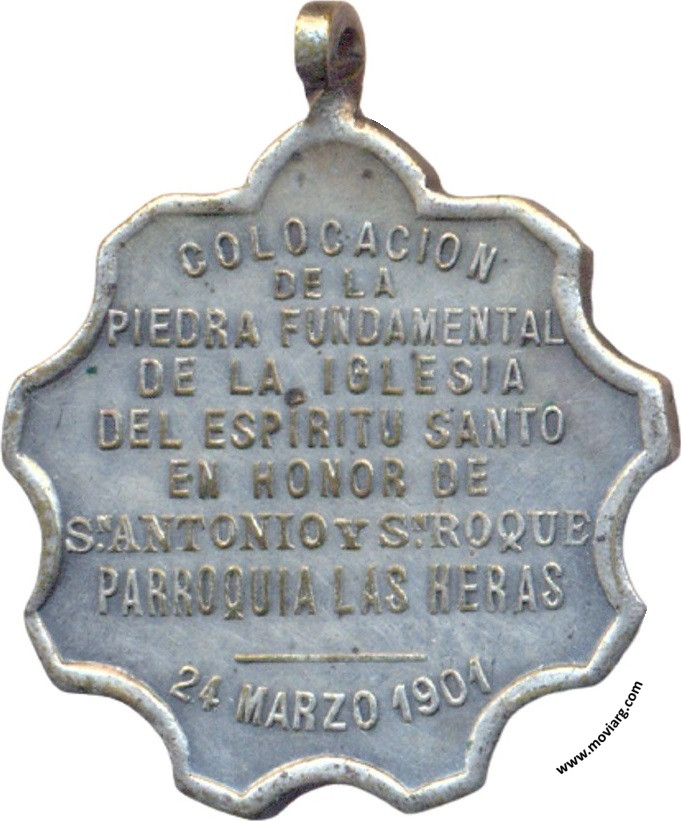 COLOCACION
DE LA
PIEDRA FUNDAMENTAL
DE LA IGLESIA
DEL ESPÍRITU SANTO
EN HONOR DE
S.N ANTONIO Y S.N ROQUE
PARROQUIA LAS HERAS
24 MARZO 1901
www.moviarg.com